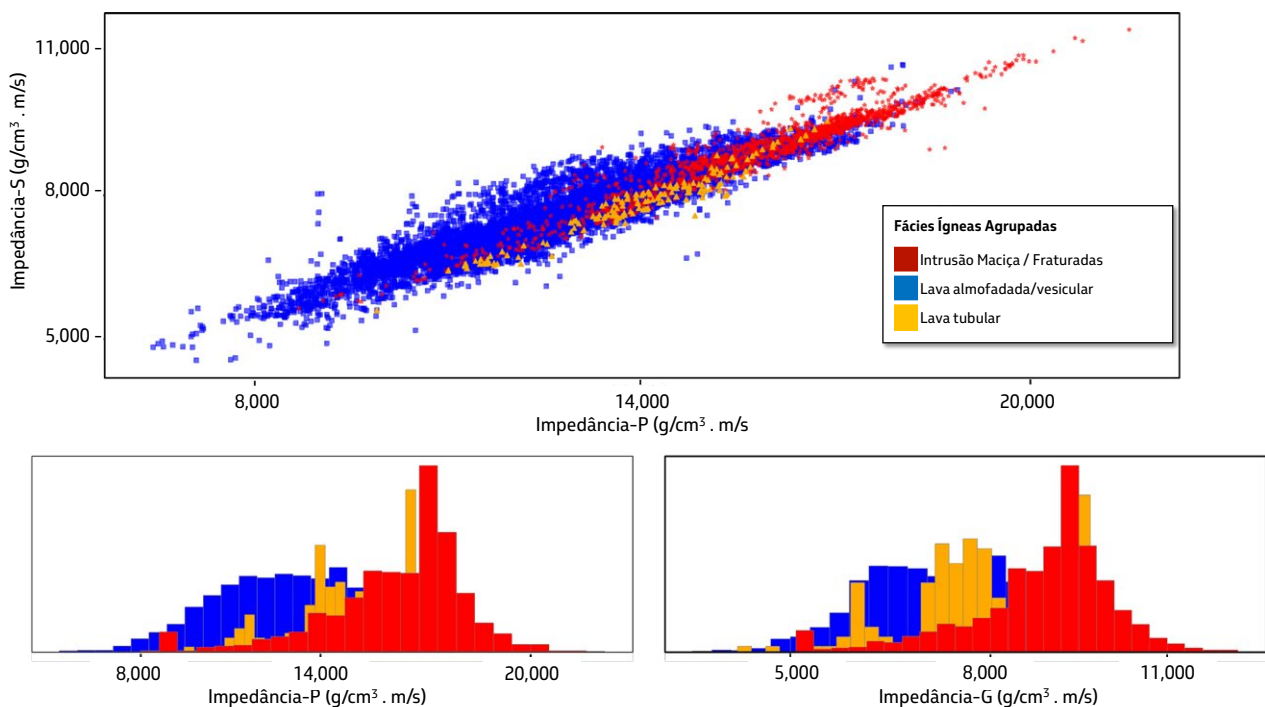 Impedância-S (g/cm³ . m/s)
11,000
8,000
5,000
Fácies Ígneas Agrupadas
Intrusão Maciça / Fraturadas
Lava almofadada/vesicular
Lava tubular
8,000
14,000
20,000
Impedância-P (g/cm³ . m/s
8,000
14,000
20,000
Impedância-P (g/cm³ . m/s)
5,000
8,000
11,000
Impedância-G (g/cm³ . m/s)